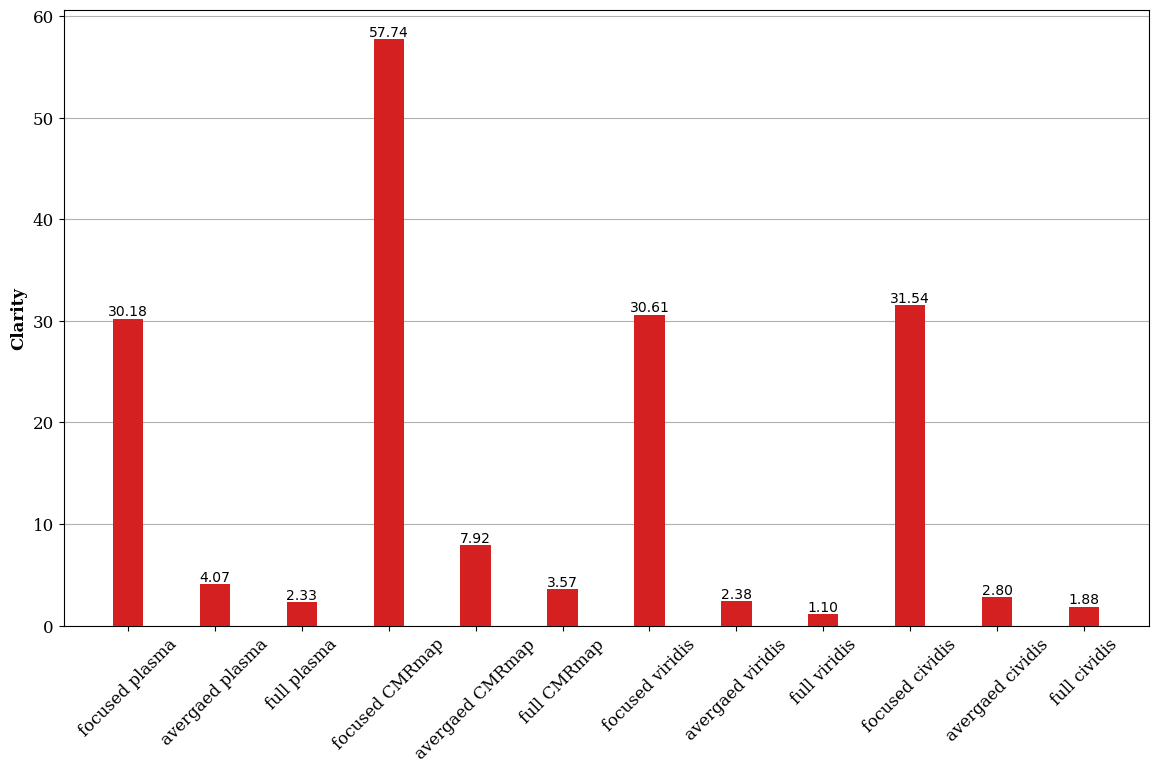 60
50
40
30
20
10
0
Clarity
30.18
4.07
2.33
57.74
7.92
3.57
30.61
2.38
1.10
31.54
2.80
1.88
focused plasma
avergaed plasma
full plasma
focused CMRmap
avergaed CMRmap
full CMRmap
focused viridis
avergaed viridis
full viridis
focused cividis
avergaed cividis
full cividis